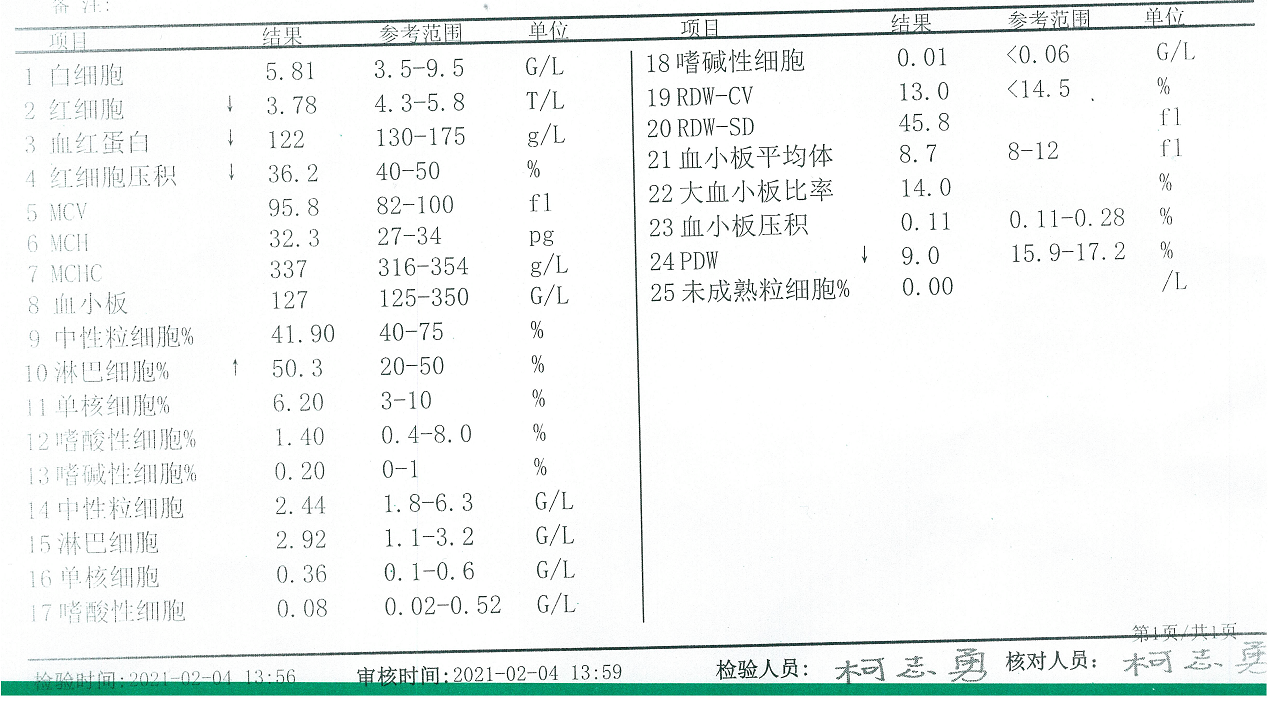 备 注:
项目 结果 参考范围 单位
1 白细胞 5.81 3.5-9.5 G/L
2 红细胞 ↓ 3.78 4.3-5.8 T/L
3 血红蛋白 ↓ 122 130-175 g/L
4 红细胞压积 ↓ 36.2 40-50 %
5 MCV 95.8 82-100 fl
6 MCH 32.3 27-34 pg
7 MCHC 337 316-354 g/L
8 血小板 127 125-350 G/L
9 中性粒细胞% 41.90 40-75 %
10 淋巴细胞% ↑ 50.3 20-50 %
11 单核细胞% 6.20 3-10 %
12 嗜酸性细胞% 1.40 0.4-8.0 %
13 嗜碱性细胞% 0.20 0-1 %
14 中性粒细胞 2.44 1.8-6.3 G/L
15 淋巴细胞 2.92 1.1-3.2 G/L
16 单核细胞 0.36 0.1-0.6 G/L
17 嗜酸性细胞 0.08 0.02-0.52 G/L
项目 结果 参考范围 单位
18 嗜碱性细胞 0.01 <0.06 G/L
19 RDW-CV 13.0 <14.5 %
20 RDW-SD 45.8 fl
21 血小板平均体 8.7 8-12 fl
22 大血小板比率 14.0 %
23 血小板压积 0.11 0.11-0.28 %
24 PDW ↓ 9.0 15.9-17.2 %
25 未成熟粒细胞% 0.00 /L
第1页/共1页
检验时间:2021-02-04 13:56 审核时间:2021-02-04 13:59 检验人员: 柯志勇 核对人员: 柯志勇